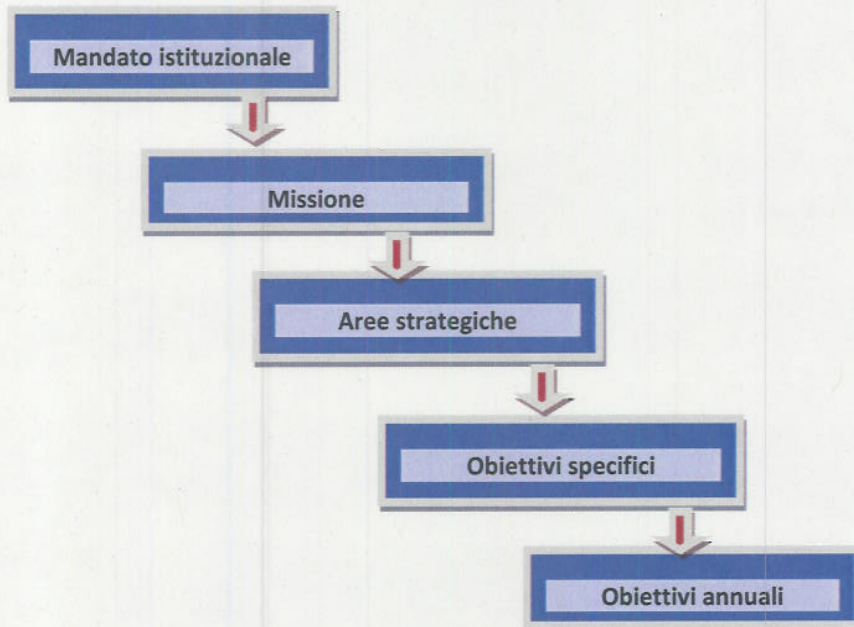 Mandato istituzionale
Missione
Aree strategiche
Obiettivi specifici
Obiettivi annuali